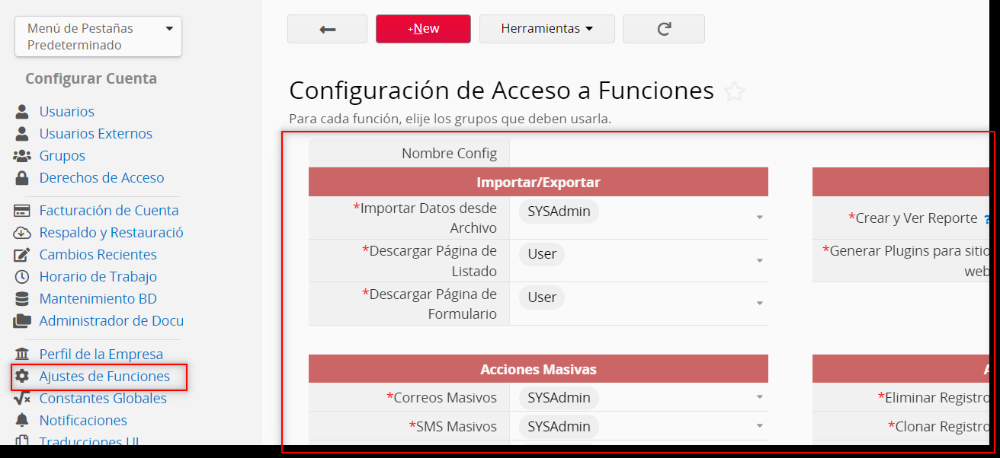 Menú de Pestañas
Predeterminado
Configurar Cuenta
Usuarios
Usuarios Externos
Grupos
Derechos de Acceso
Facturación de Cuenta
Respaldo y Restauració
Cambios Recientes
Horario de Trabajo
Mantenimiento BD
Administrador de Docu
Perfil de la Empresa
Ajustes de Funciones
Constantes Globales
Notificaciones
Traducciones UI
+New
Herramientas
Configuración de Acceso a Funciones
Para cada función, elije los grupos que deben usarla.
Nombre Config
Importar/Exportar
*Importar Datos desde
Archivo
SYSAdmin
*Descargar Página de
Listado
User
*Descargar Página de
Formulario
User
*Crear y Ver Reporte ?
*Generar Plugins para sitio
web
Acciones Masivas
*Correos Masivos
SYSAdmin
*SMS Masivos
SYSAdmin
A
*Eliminar Registro
*Clonar Registro